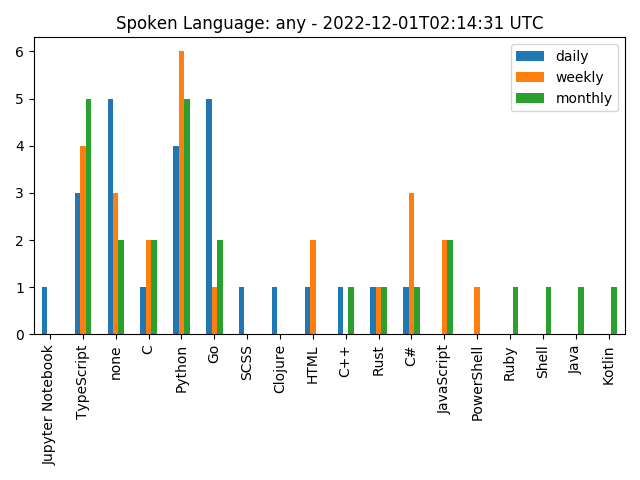 Spoken Language: any - 2022-12-01T02:14:31 UTC
daily
weekly
monthly
6
5
4
3
2
1
0
Jupyter Notebook
TypeScript
none
C
Python
Go
SCSS
Clojure
HTML
C++
Rust
C#
JavaScript
PowerShell
Ruby
Shell
Java
Kotlin